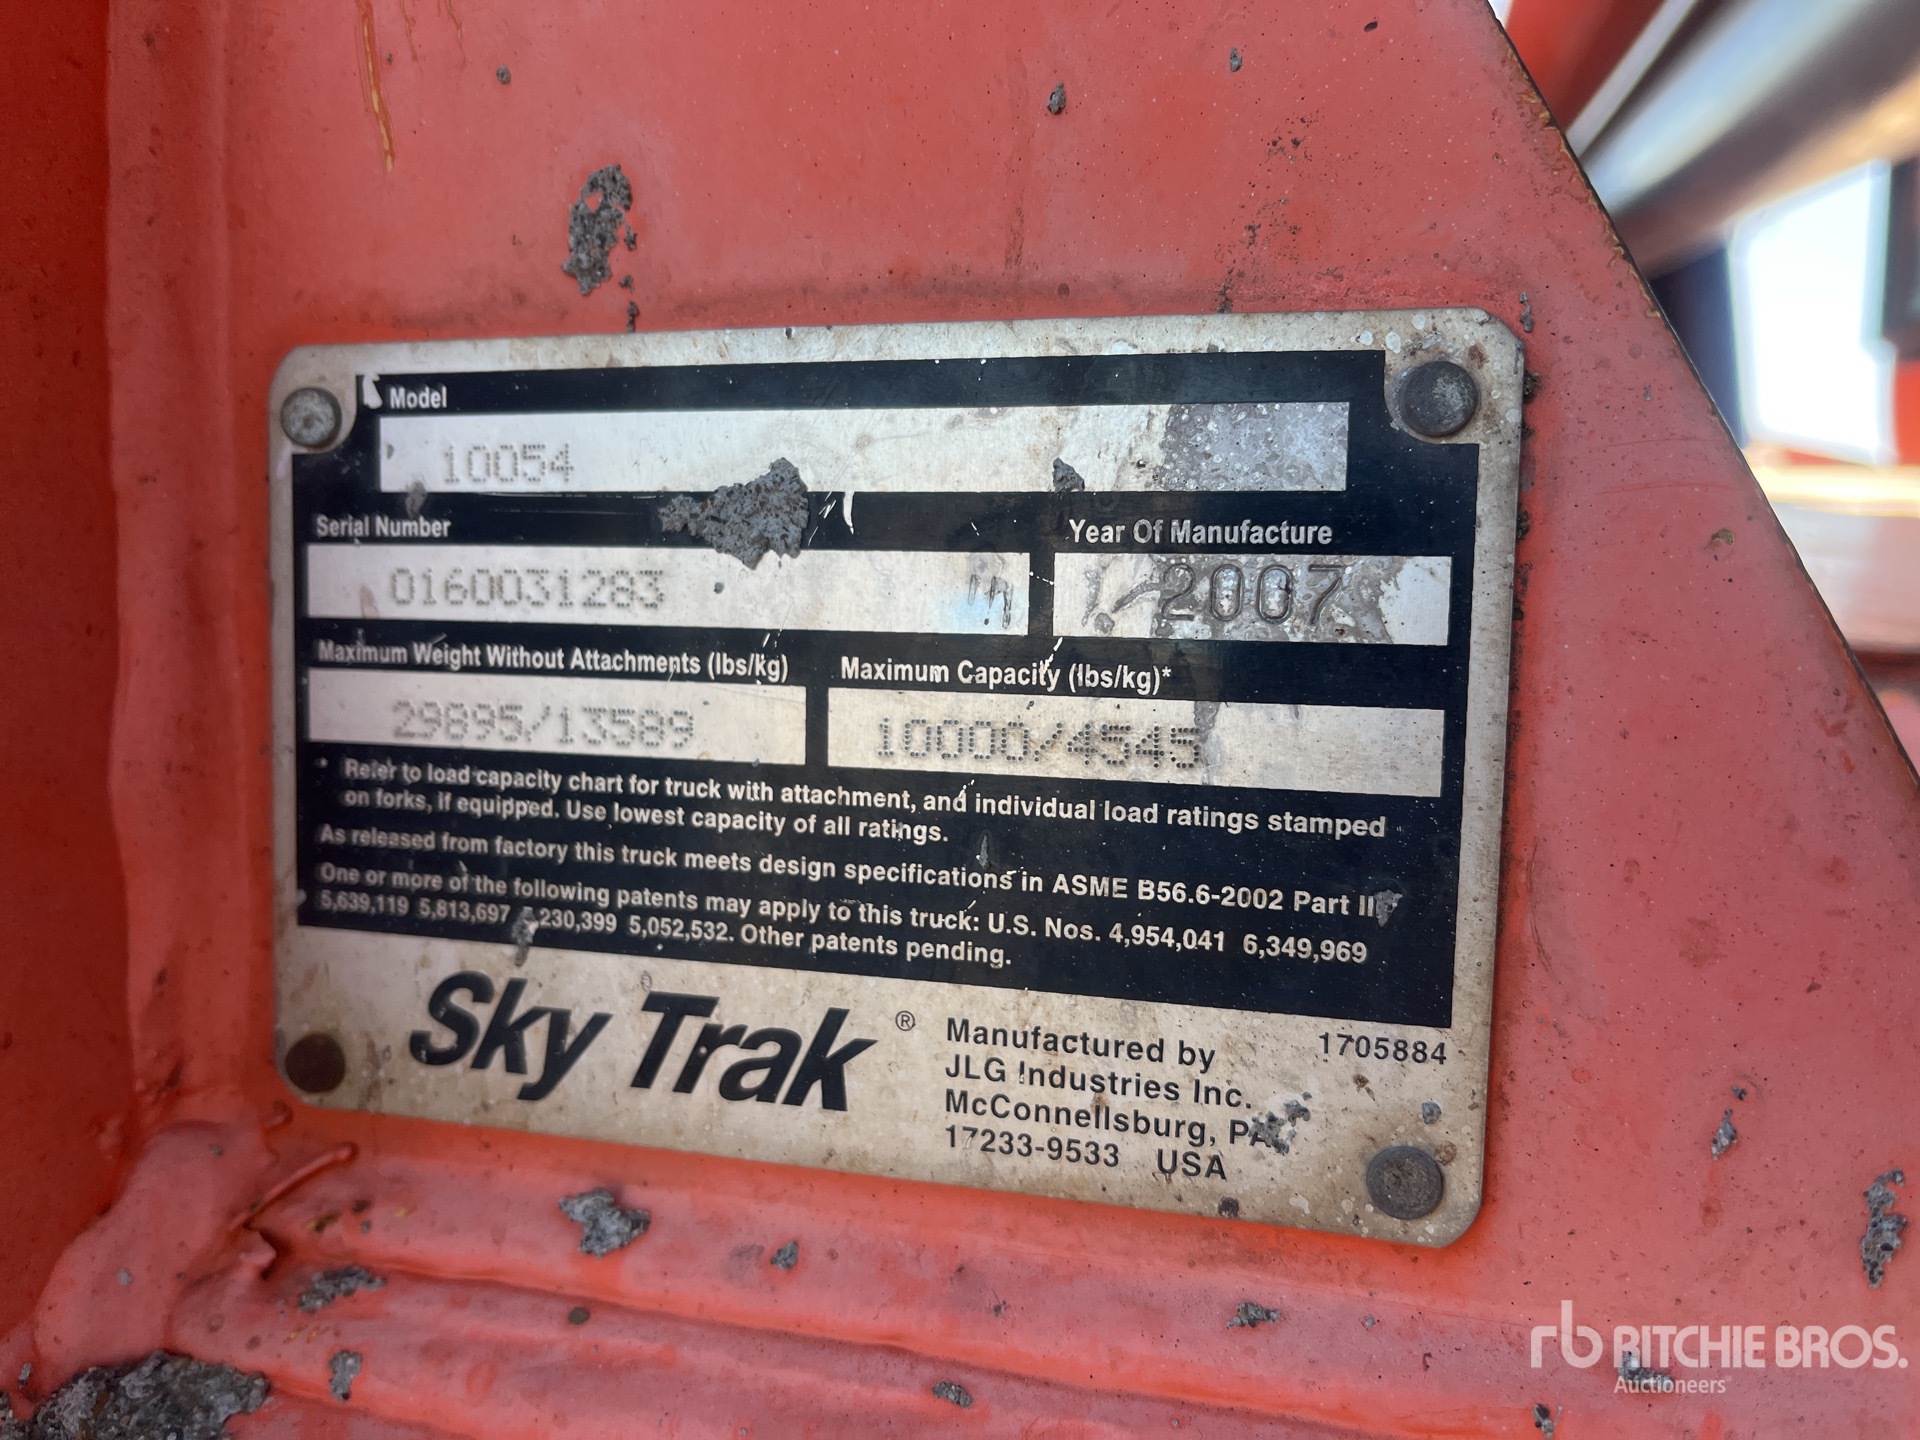 Model
10054
Serial Number
Year Of Manufacture
0160031283
2007
Maximum Weight Without Attachments (lbs/kg)
Maximum Capacity (lbs/kg)*
29895/13589
10000/4545
* Refer to load capacity chart for truck with attachment, and individual load ratings stamped
on forks, if equipped. Use lowest capacity of all ratings.
As released from factory this truck meets design specifications in ASME B56.6-2002 Part III
One or more of the following patents may apply to this truck: U.S. Nos. 4,954,041 6,349,969
5,639,119 5,813,697 230,399 5,052,532. Other patents pending.
Sky Trak ®
Manufactured by
1705884
JLG Industries Inc.
McConnellsburg, PA
17233-9533 USA
rb RITCHIE BROS.
Auctioneers